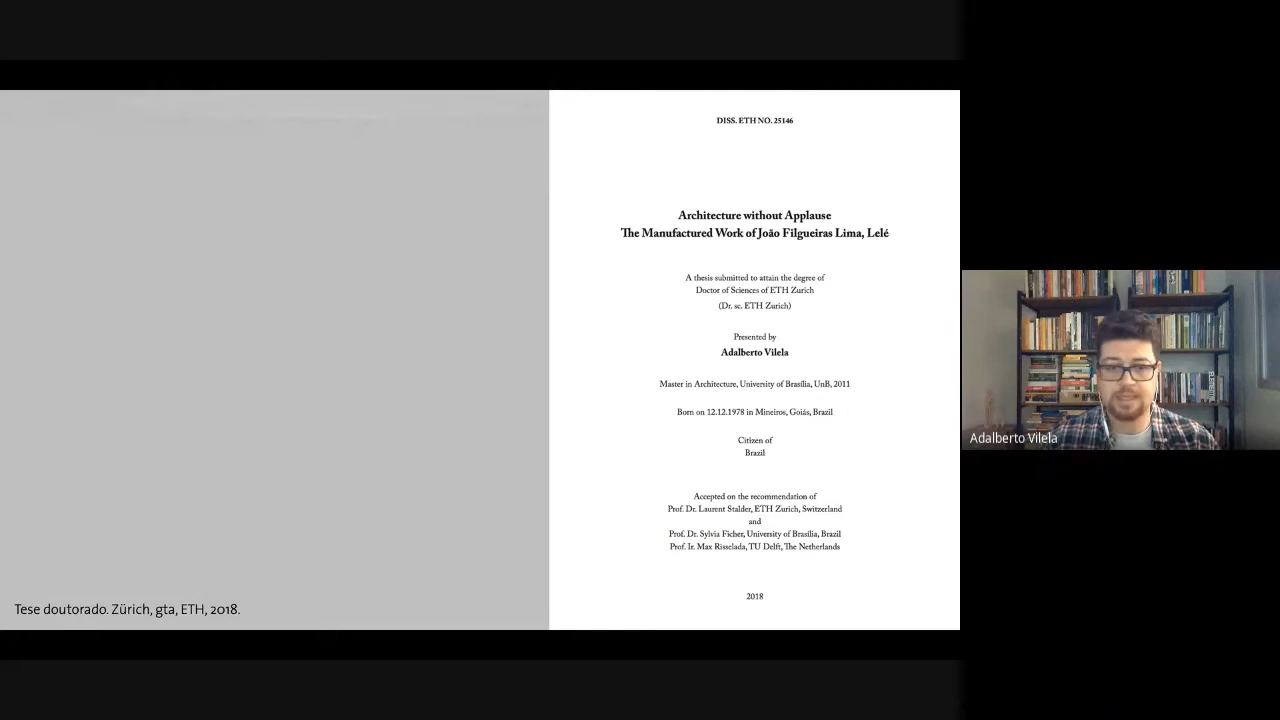 DISS. ETH NO. 25146
Architecture without Applause
The Manufactured Work of João Filgueiras Lima, Lelé
A thesis submitted to attain the degree of
Doctor of Sciences of ETH Zurich
(Dr. sc. ETH Zurich)
Presented by
Adalberto Vilela
Master in Architecture, University of Brasília, UnB, 2011
Born on 12.12.1978 in Mineiros, Goiás, Brazil
Citizen of
Brazil
Accepted on the recommendation of
Prof. Dr. Laurent Stalder, ETH Zurich, Switzerland
and
Prof. Dr. Sylvia Ficher, University of Brasília, Brazil
Prof. Ir. Max Risselada, TU Delft, The Netherlands
2018
Tese doutorado. Zürich, gta, ETH, 2018.
Adalberto Vilela